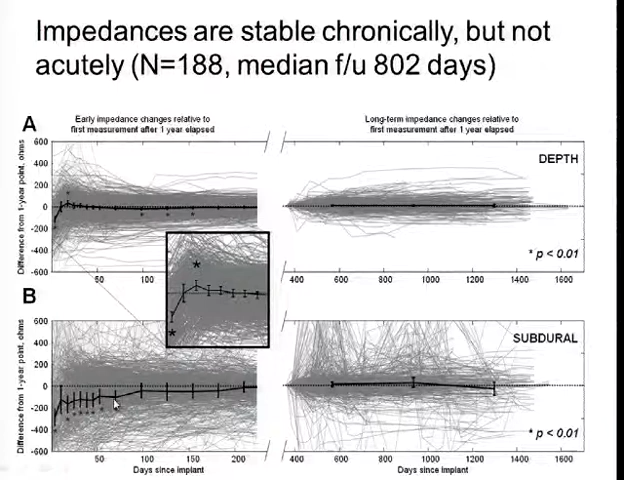 Impedances are stable chronically, but not
acutely (N=188, median f/u 802 days)
Early impedance changes relative to
first measurement after 1 year elapsed
Long-term impedance changes relative to
first measurement after 1 year elapsed
A
Difference from 1-year point, ohms
600
400
200
0
-200
-400
-600
DEPTH
* p < 0.01
50
400
600
800
1000
1200
1400
1600
*
*
B
Difference from 1-year point, ohms
600
400
200
0
-200
-400
-600
SUBDURAL
* p < 0.01
50
100
150
200
Days since implant
400
600
800
1000
1200
1400
1600
Days since implant